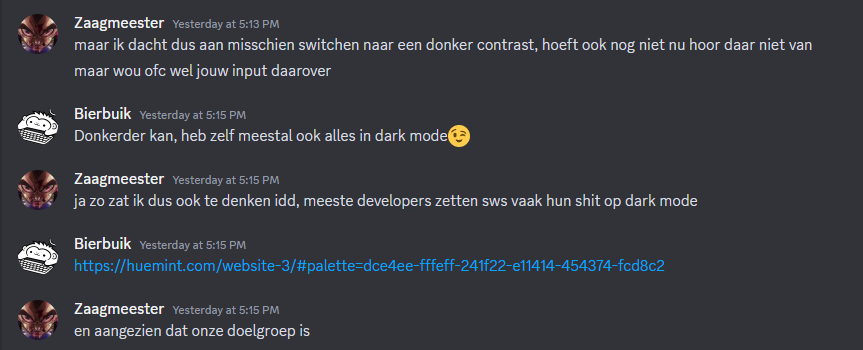 Zaagmeester Yesterday at 5:13 PM
maar ik dacht dus aan misschien switchen naar een donker contrast, hoeft ook nog niet nu hoor daar niet van
maar wou ofc wel jouw input daarover
Bierbuik Yesterday at 5:15 PM
Donkerder kan, heb zelf meestal ook alles in dark mode😉
Zaagmeester Yesterday at 5:15 PM
ja zo zat ik dus ook te denken idd, meeste developers zetten sws vaak hun shit op dark mode
Bierbuik Yesterday at 5:15 PM
https://huemint.com/website-3/#palette=dce4ee-fffeff-241f22-e11414-454374-fcd8c2
Zaagmeester Yesterday at 5:15 PM
en aangezien dat onze doelgroep is